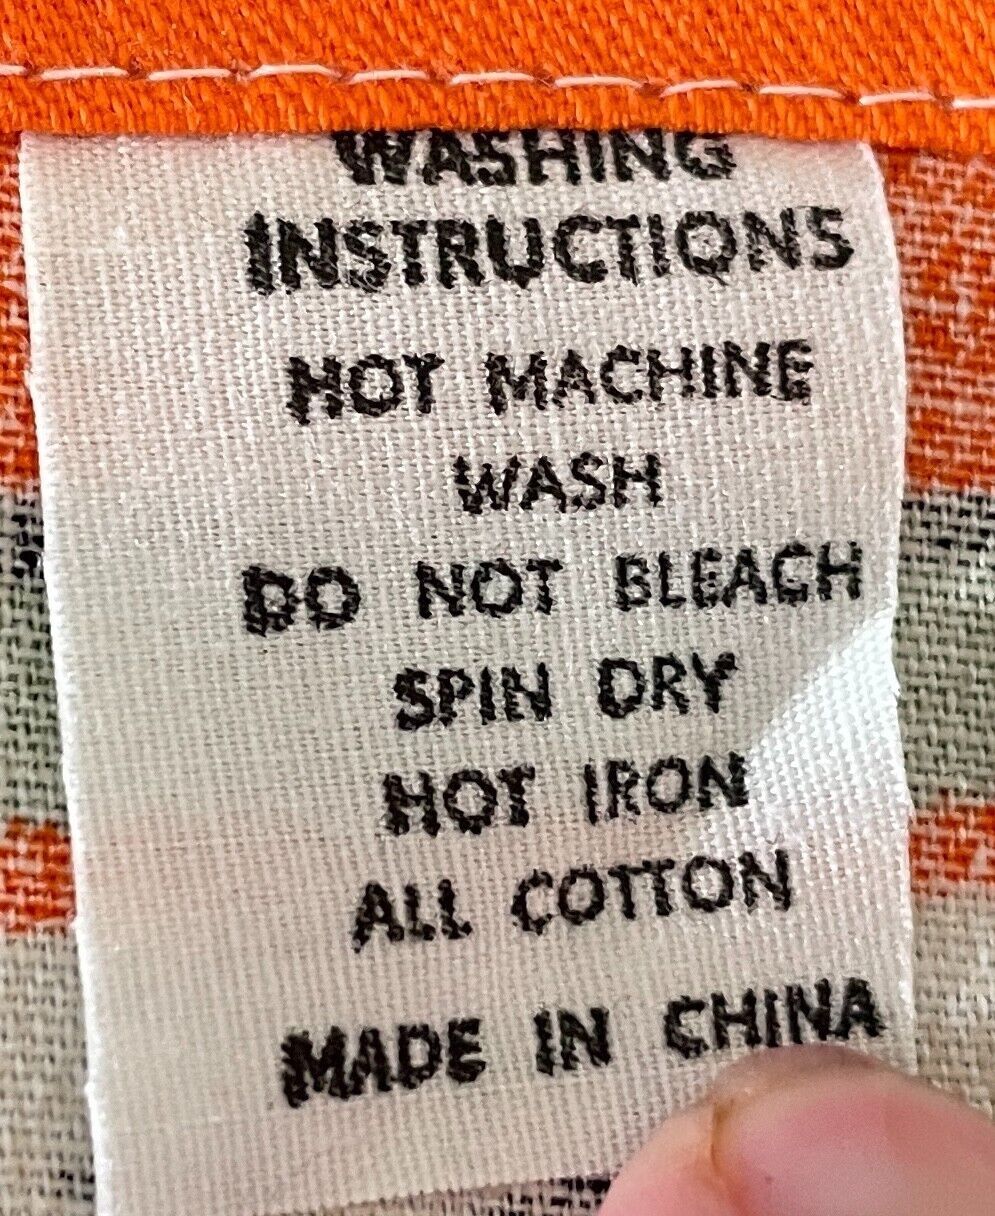 WASHING
INSTRUCTIONS
HOT MACHINE
WASH
DO NOT BLEACH
SPIN DRY
HOT IRON
ALL COTTON
MADE IN CHINA